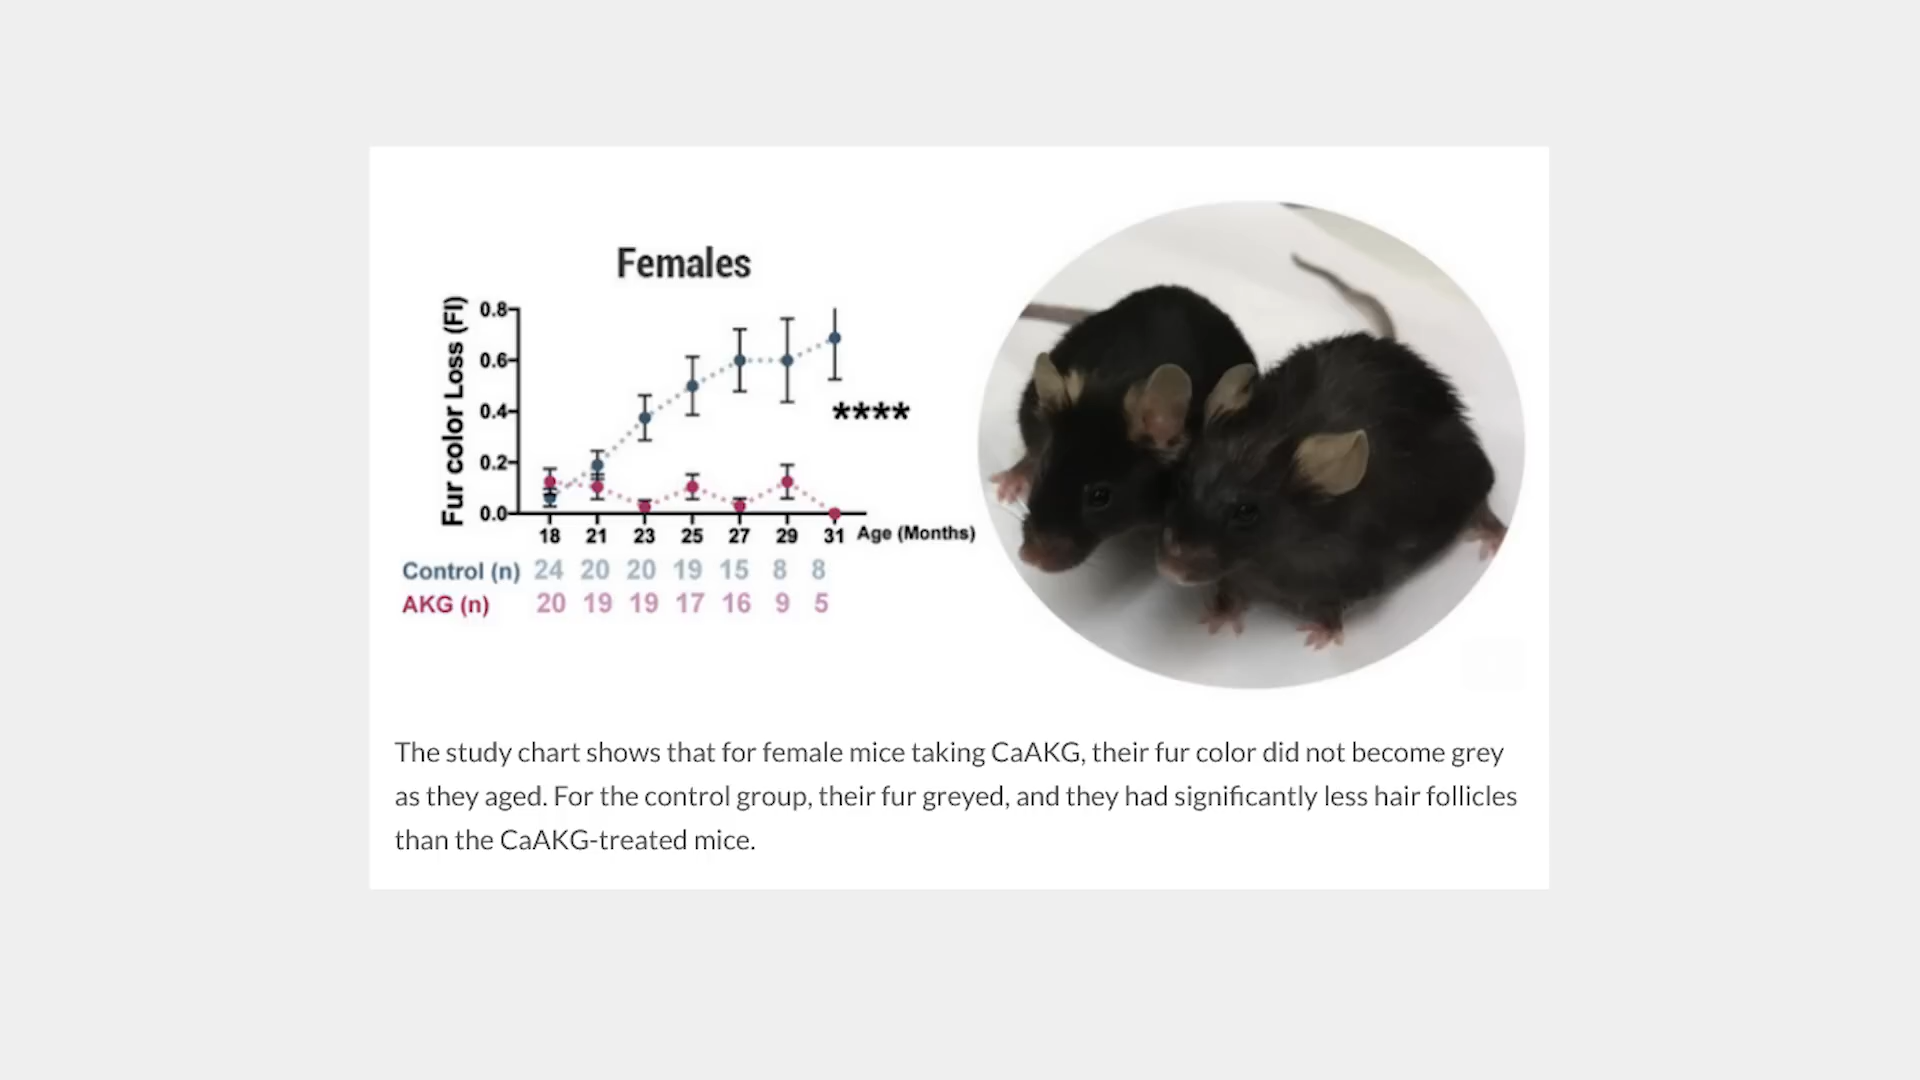 Females
Fur color Loss (FI)
0.8
0.6
0.4
0.2
0.0
****
18 21 23 25 27 29 31 Age (Months)
Control (n) 24 20 20 19 15 8 8
AKG (n) 20 19 19 17 16 9 5
The study chart shows that for female mice taking CaAKG, their fur color did not become grey
as they aged. For the control group, their fur greyed, and they had significantly less hair follicles
than the CaAKG-treated mice.